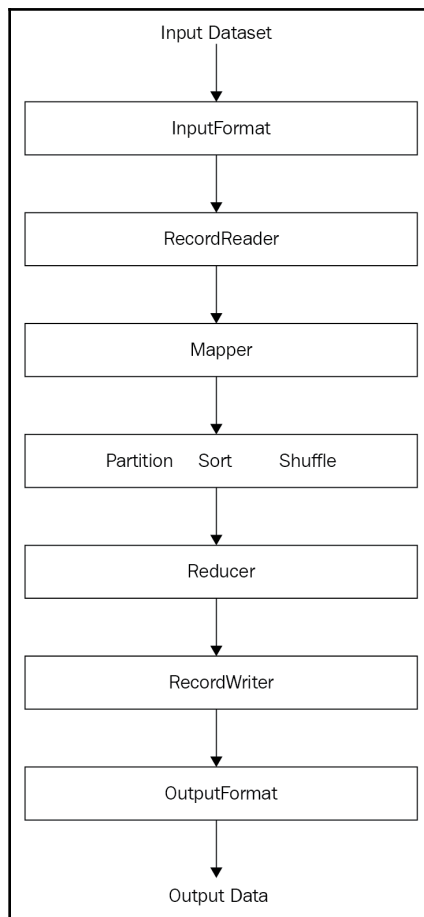 Input Dataset
InputFormat
RecordReader
Mapper
Partition Sort Shuffle
Reducer
RecordWriter
OutputFormat
Output Data